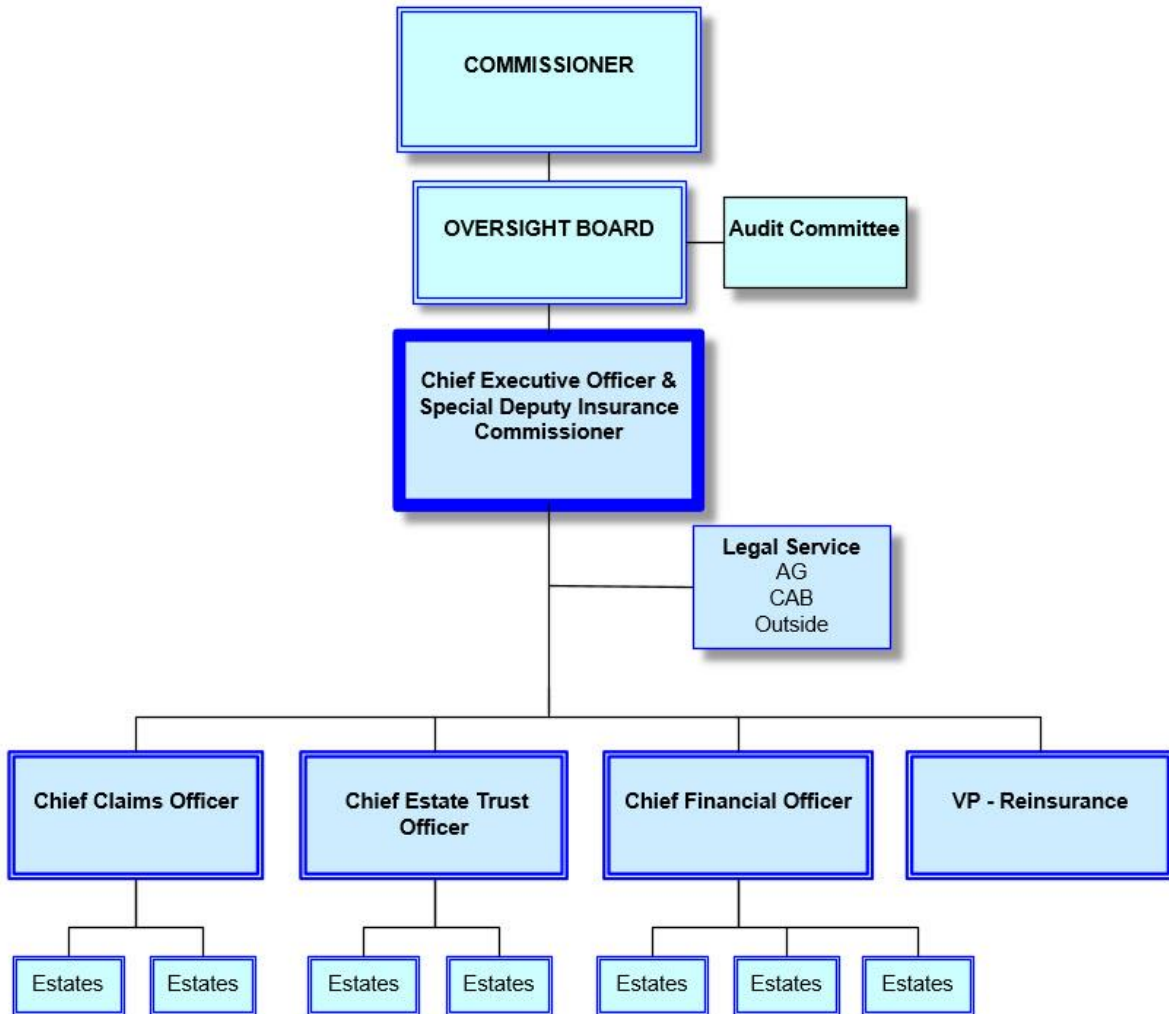 COMMISSIONER
OVERSIGHT BOARD
Audit Committee
Chief Executive Officer &
Special Deputy Insurance
Commissioner
Legal Service
AG
CAB
Outside
Chief Claims Officer
Chief Estate Trust
Officer
Chief Financial Officer
VP - Reinsurance
Estates
Estates
Estates
Estates
Estates
Estates
Estates